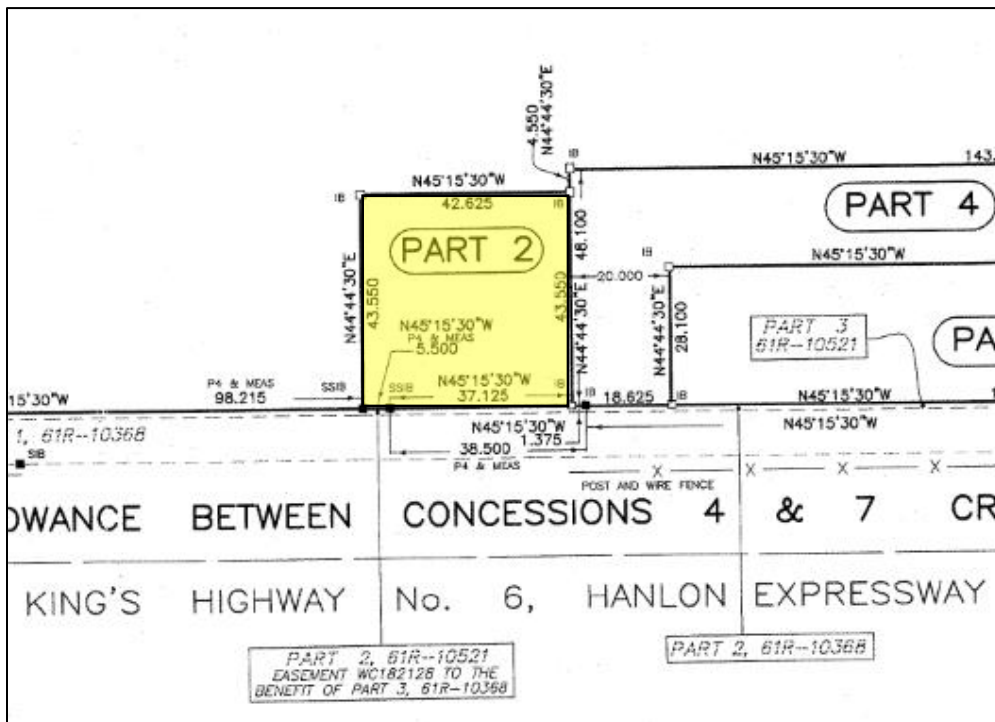 4.550
N44°44'30"E
IB
N45°15'30"W
143.
N45°15'30"W
IB
42.625
IB
PART 4
PART 2
48.100
N45°15'30"W
IB
20.000
N44°44'30"E
43.550
43.550
N44°44'30"E
N44°44'30"E
28.100
N45°15'30"W
P4 & MEAS
5.500
PART 3
61R-10521
PA
P4 & MEAS
SSIB
SSIB
N45°15'30"W
IB
15'30"W
98.215
37.125
IB
18.625
IB
N45°15'30"W
1, 61R-10368
N45°15'30"W
1.375
N45°15'30"W
SIB
38.500
P4 & MEAS
POST AND WIRE FENCE
OWANCE BETWEEN CONCESSIONS 4 & 7 CR
KING'S HIGHWAY No. 6, HANLON EXPRESSWAY
PART 2, 61R-10521
EASEMENT WC182128 TO THE
BENEFIT OF PART 3, 61R-10368
PART 2, 61R-10368